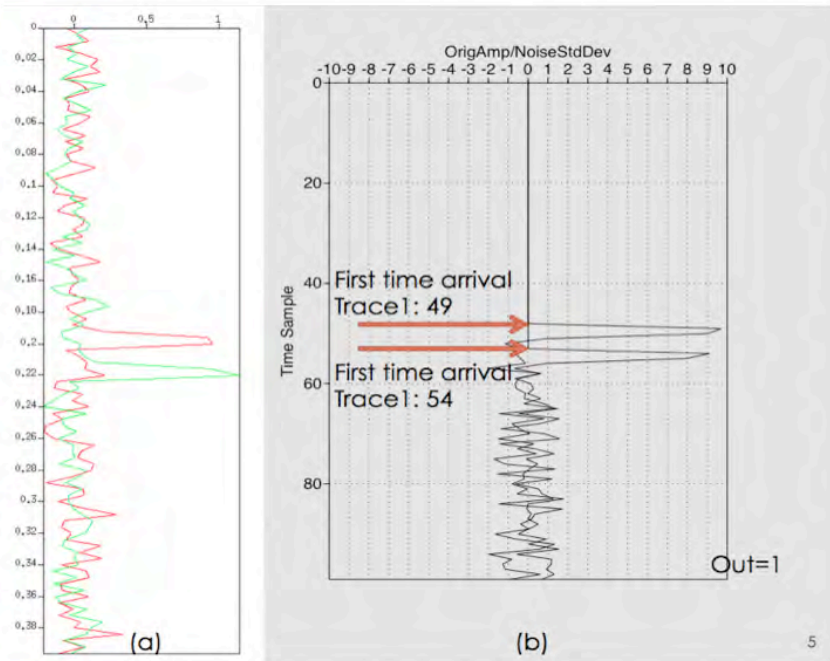 0 0.5 1
0
0.02
0.04
0.06
0.08
0.1
0.12
0.14
0.16
0.10
0.2
0.22
0.24
0.26
0.28
0.3
0.32
0.34
0.36
0.38
(a)
OrigAmp/NoiseStdDev
-10 -9 -8 -7 -6 -5 -4 -3 -2 -1 0 1 2 3 4 5 6 7 8 9 10
0
20
40
60
80
Time Sample
First time arrival
Trace1: 49
First time arrival
Trace1: 54
Out=1
(b)
5